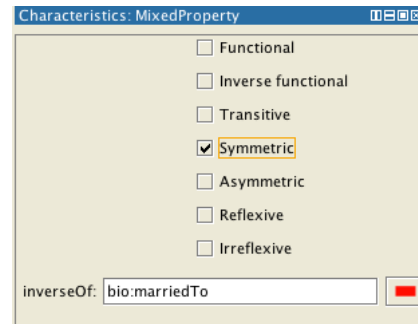 Characteristics: MixedProperty
Functional
Inverse functional
Transitive
Symmetric
Asymmetric
Reflexive
Irreflexive
inverseOf: bio:marriedTo